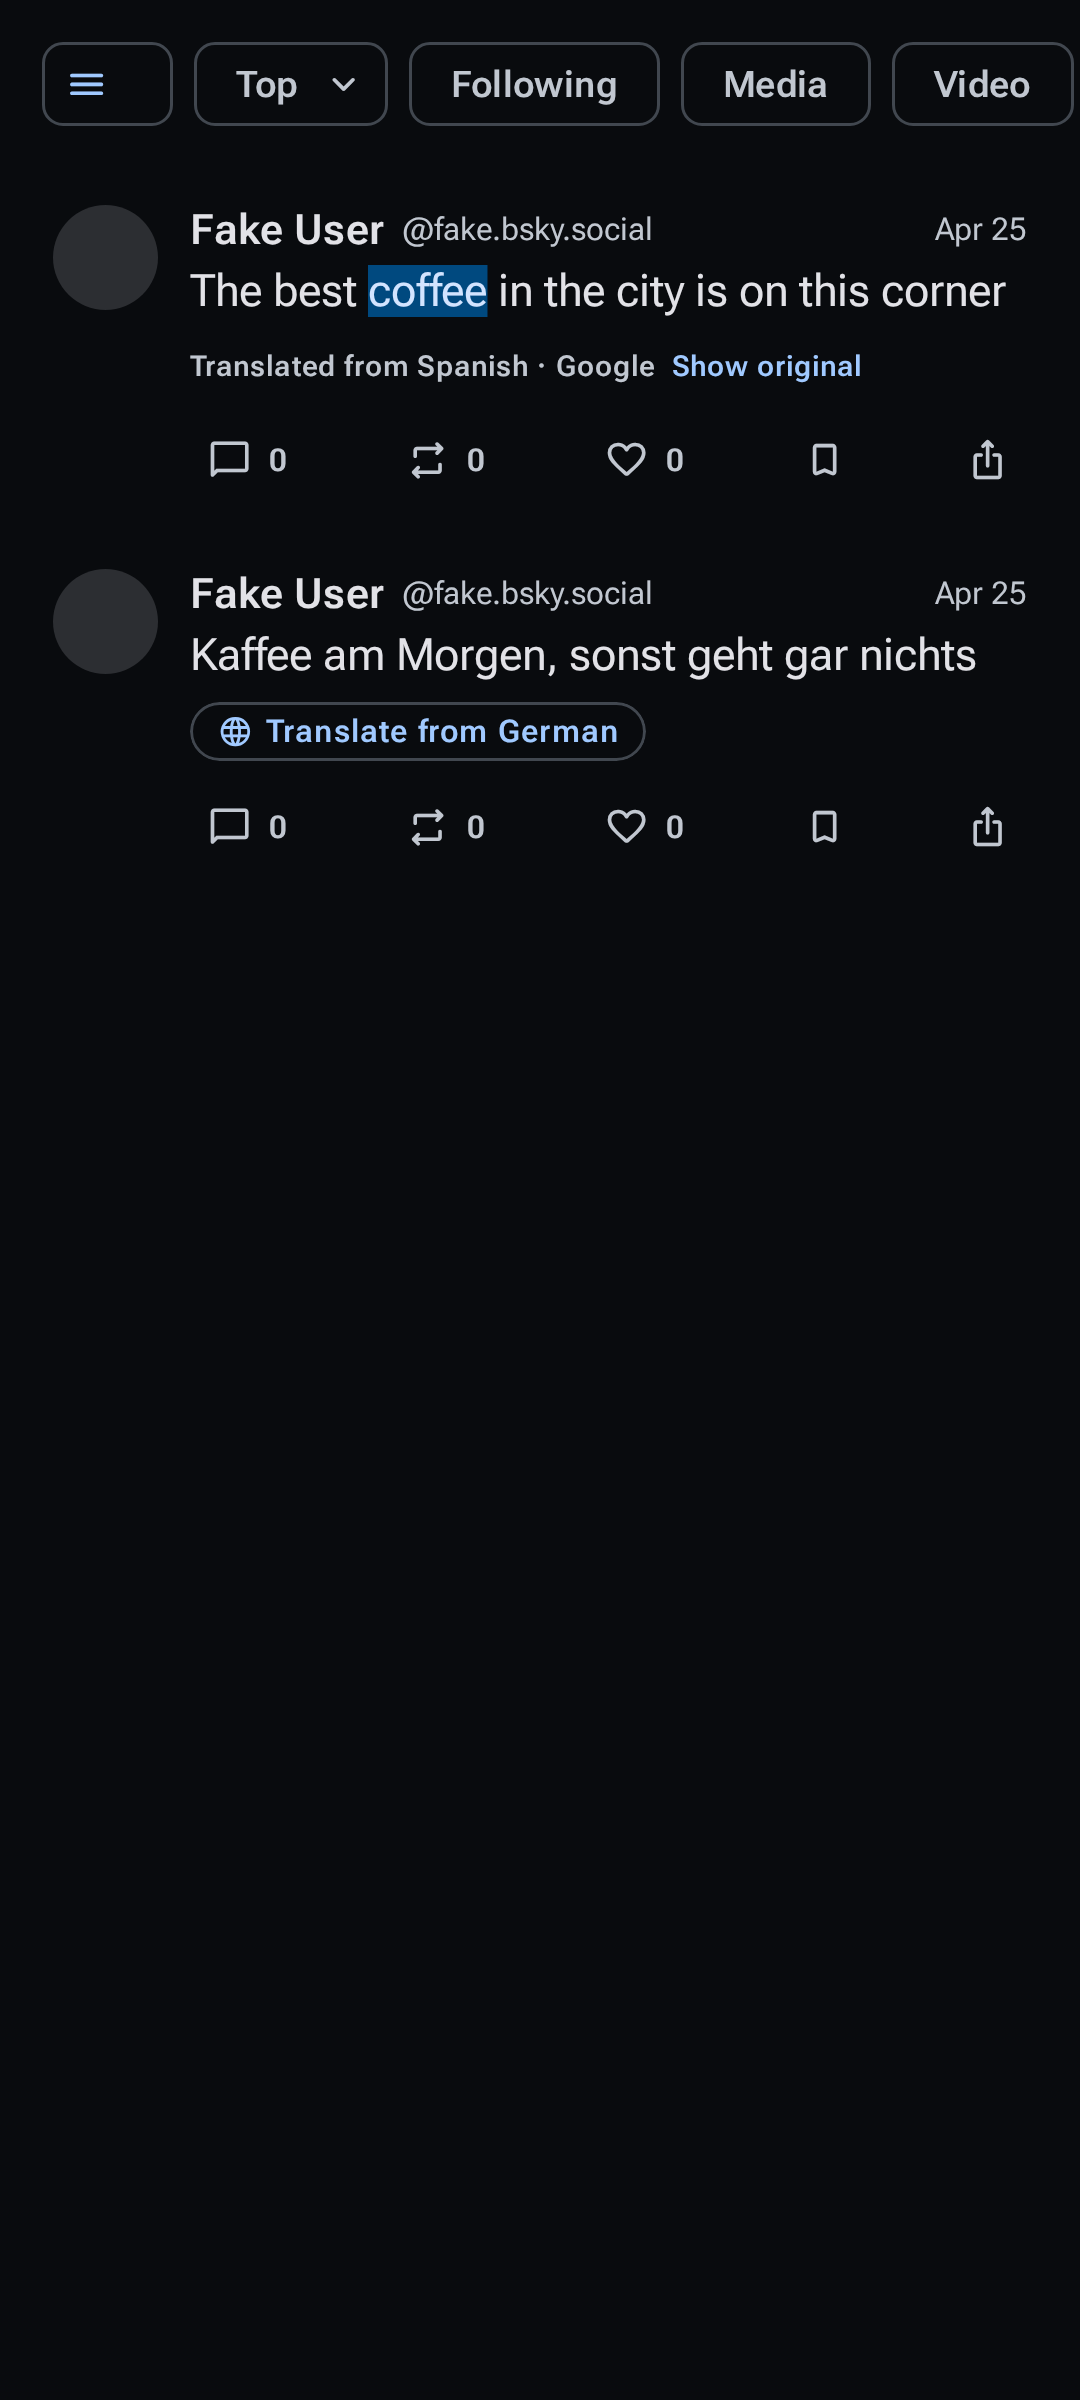 Top
Following
Media
Video
Fake User @fake.bsky.social Apr 25
The best coffee in the city is on this corner
Translated from Spanish · Google Show original
0 0 0
Fake User @fake.bsky.social Apr 25
Kaffee am Morgen, sonst geht gar nichts
Translate from German
0 0 0